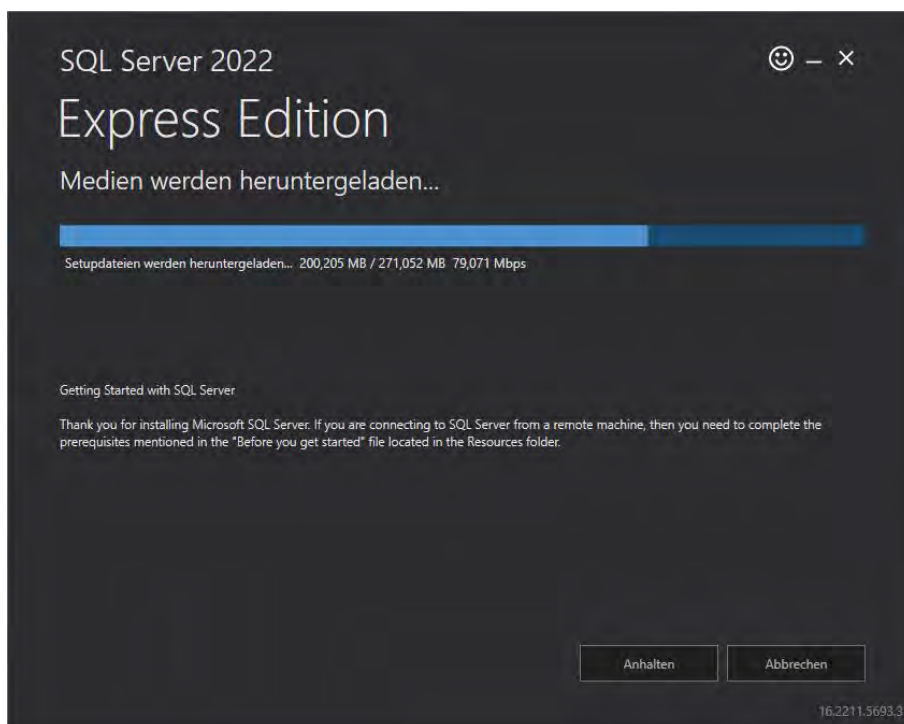 SQL Server 2022
Express Edition
Medien werden heruntergeladen...
Setupdateien werden heruntergeladen... 200,205 MB / 271,052 MB 79,071 Mbps
Getting Started with SQL Server
Thank you for installing Microsoft SQL Server. If you are connecting to SQL Server from a remote machine, then you need to complete the
prerequisites mentioned in the "Before you get started" file located in the Resources folder.
Anhalten
Abbrechen
16.2211.5693.3